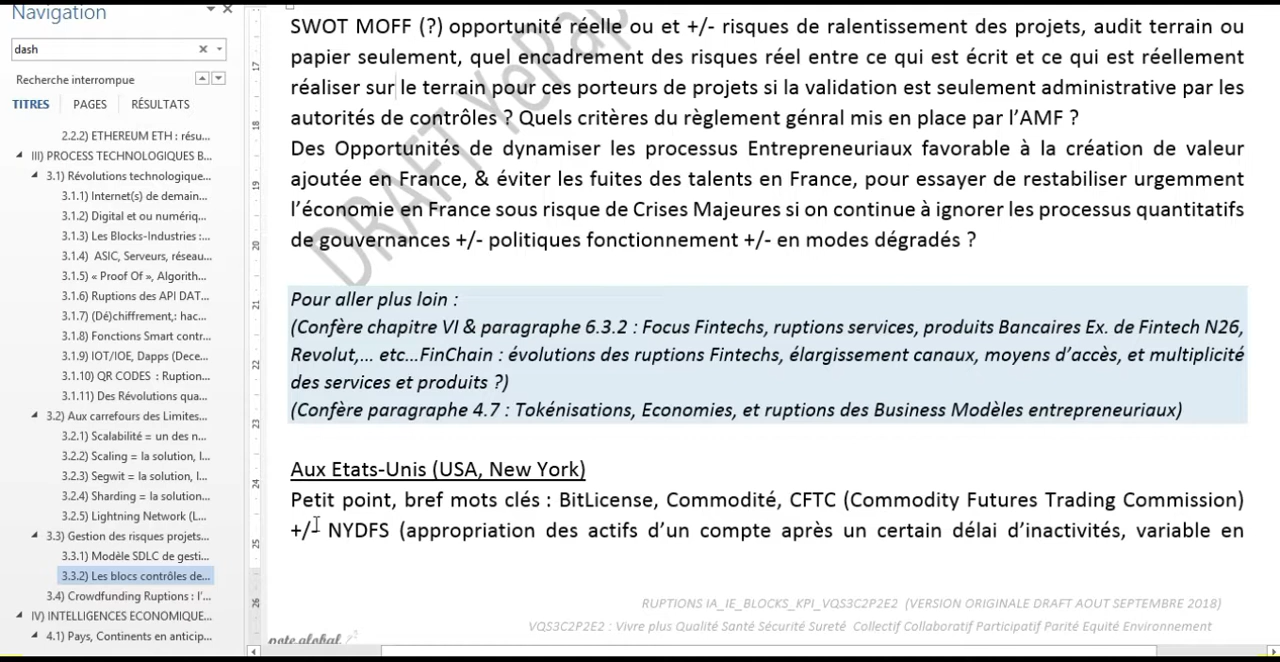 Navigation
dash
Recherche interrompue
TITRES PAGES RÉSULTATS
2.2.2) ETHEREUM ETH : résu...
III) PROCESS TECHNOLOGIQUES B...
3.1) Révolutions technologique...
3.1.1) Internet(s) de demain...
3.1.2) Digital et ou numériq...
3.1.3) Les Blocks-Industries :...
3.1.4) ASIC, Serveurs, réseau...
3.1.5) « Proof Of », Algorith...
3.1.6) Ruptions des API DAT...
3.1.7) (Dé)chiffrement,: hac...
3.1.8) Fonctions Smart contr...
3.1.9) IOT/IOE, Dapps (Dece...
3.1.10) QR CODES : Ruption...
3.1.11) Des Révolutions qua...
3.2) Aux carrefours des Limites...
3.2.1) Scalabilité = un des n...
3.2.2) Scaling = la solution, l...
3.2.3) Segwit = la solution, l...
3.2.4) Sharding = la solution...
3.2.5) Lightning Network (L...
3.3) Gestion des risques projets...
3.3.1) Modèle SDLC de gesti...
3.3.2) Les blocs contrôles de...
3.4) Crowdfunding Ruptions : l'...
IV) INTELLIGENCES ECONOMIQUE...
4.1) Pays, Continents en anticip...
17
18
19
20
21
22
23
24
25
26
SWOT MOFF (?) opportunité réelle ou et +/- risques de ralentissement des projets, audit terrain ou
papier seulement, quel encadrement des risques réel entre ce qui est écrit et ce qui est réellement
réaliser sur le terrain pour ces porteurs de projets si la validation est seulement administrative par les
autorités de contrôles ? Quels critères du règlement génral mis en place par l'AMF ?
Des Opportunités de dynamiser les processus Entrepreneuriaux favorable à la création de valeur
ajoutée en France, & éviter les fuites des talents en France, pour essayer de restabiliser urgemment
l'économie en France sous risque de Crises Majeures si on continue à ignorer les processus quantitatifs
de gouvernances +/- politiques fonctionnement +/- en modes dégradés ?
DRAFT YePap
Pour aller plus loin :
(Confère chapitre VI & paragraphe 6.3.2 : Focus Fintechs, ruptions services, produits Bancaires Ex. de Fintech N26,
Revolut,... etc...FinChain : évolutions des ruptions Fintechs, élargissement canaux, moyens d'accès, et multiplicité
des services et produits ?)
(Confère paragraphe 4.7 : Tokénisations, Economies, et ruptions des Business Modèles entrepreneuriaux)
Aux Etats-Unis (USA, New York)
Petit point, bref mots clés : BitLicense, Commodité, CFTC (Commodity Futures Trading Commission)
+/- NYDFS (appropriation des actifs d'un compte après un certain délai d'inactivités, variable en
RUPTIONS IA_IE_BLOCKS_KPI_VQS3C2P2E2 (VERSION ORIGINALE DRAFT AOUT SEPTEMBRE 2018)
VQS3C2P2E2 : Vivre plus Qualité Santé Sécurité Sureté Collectif Collaboratif Participatif Parité Equité Environnement
note.global